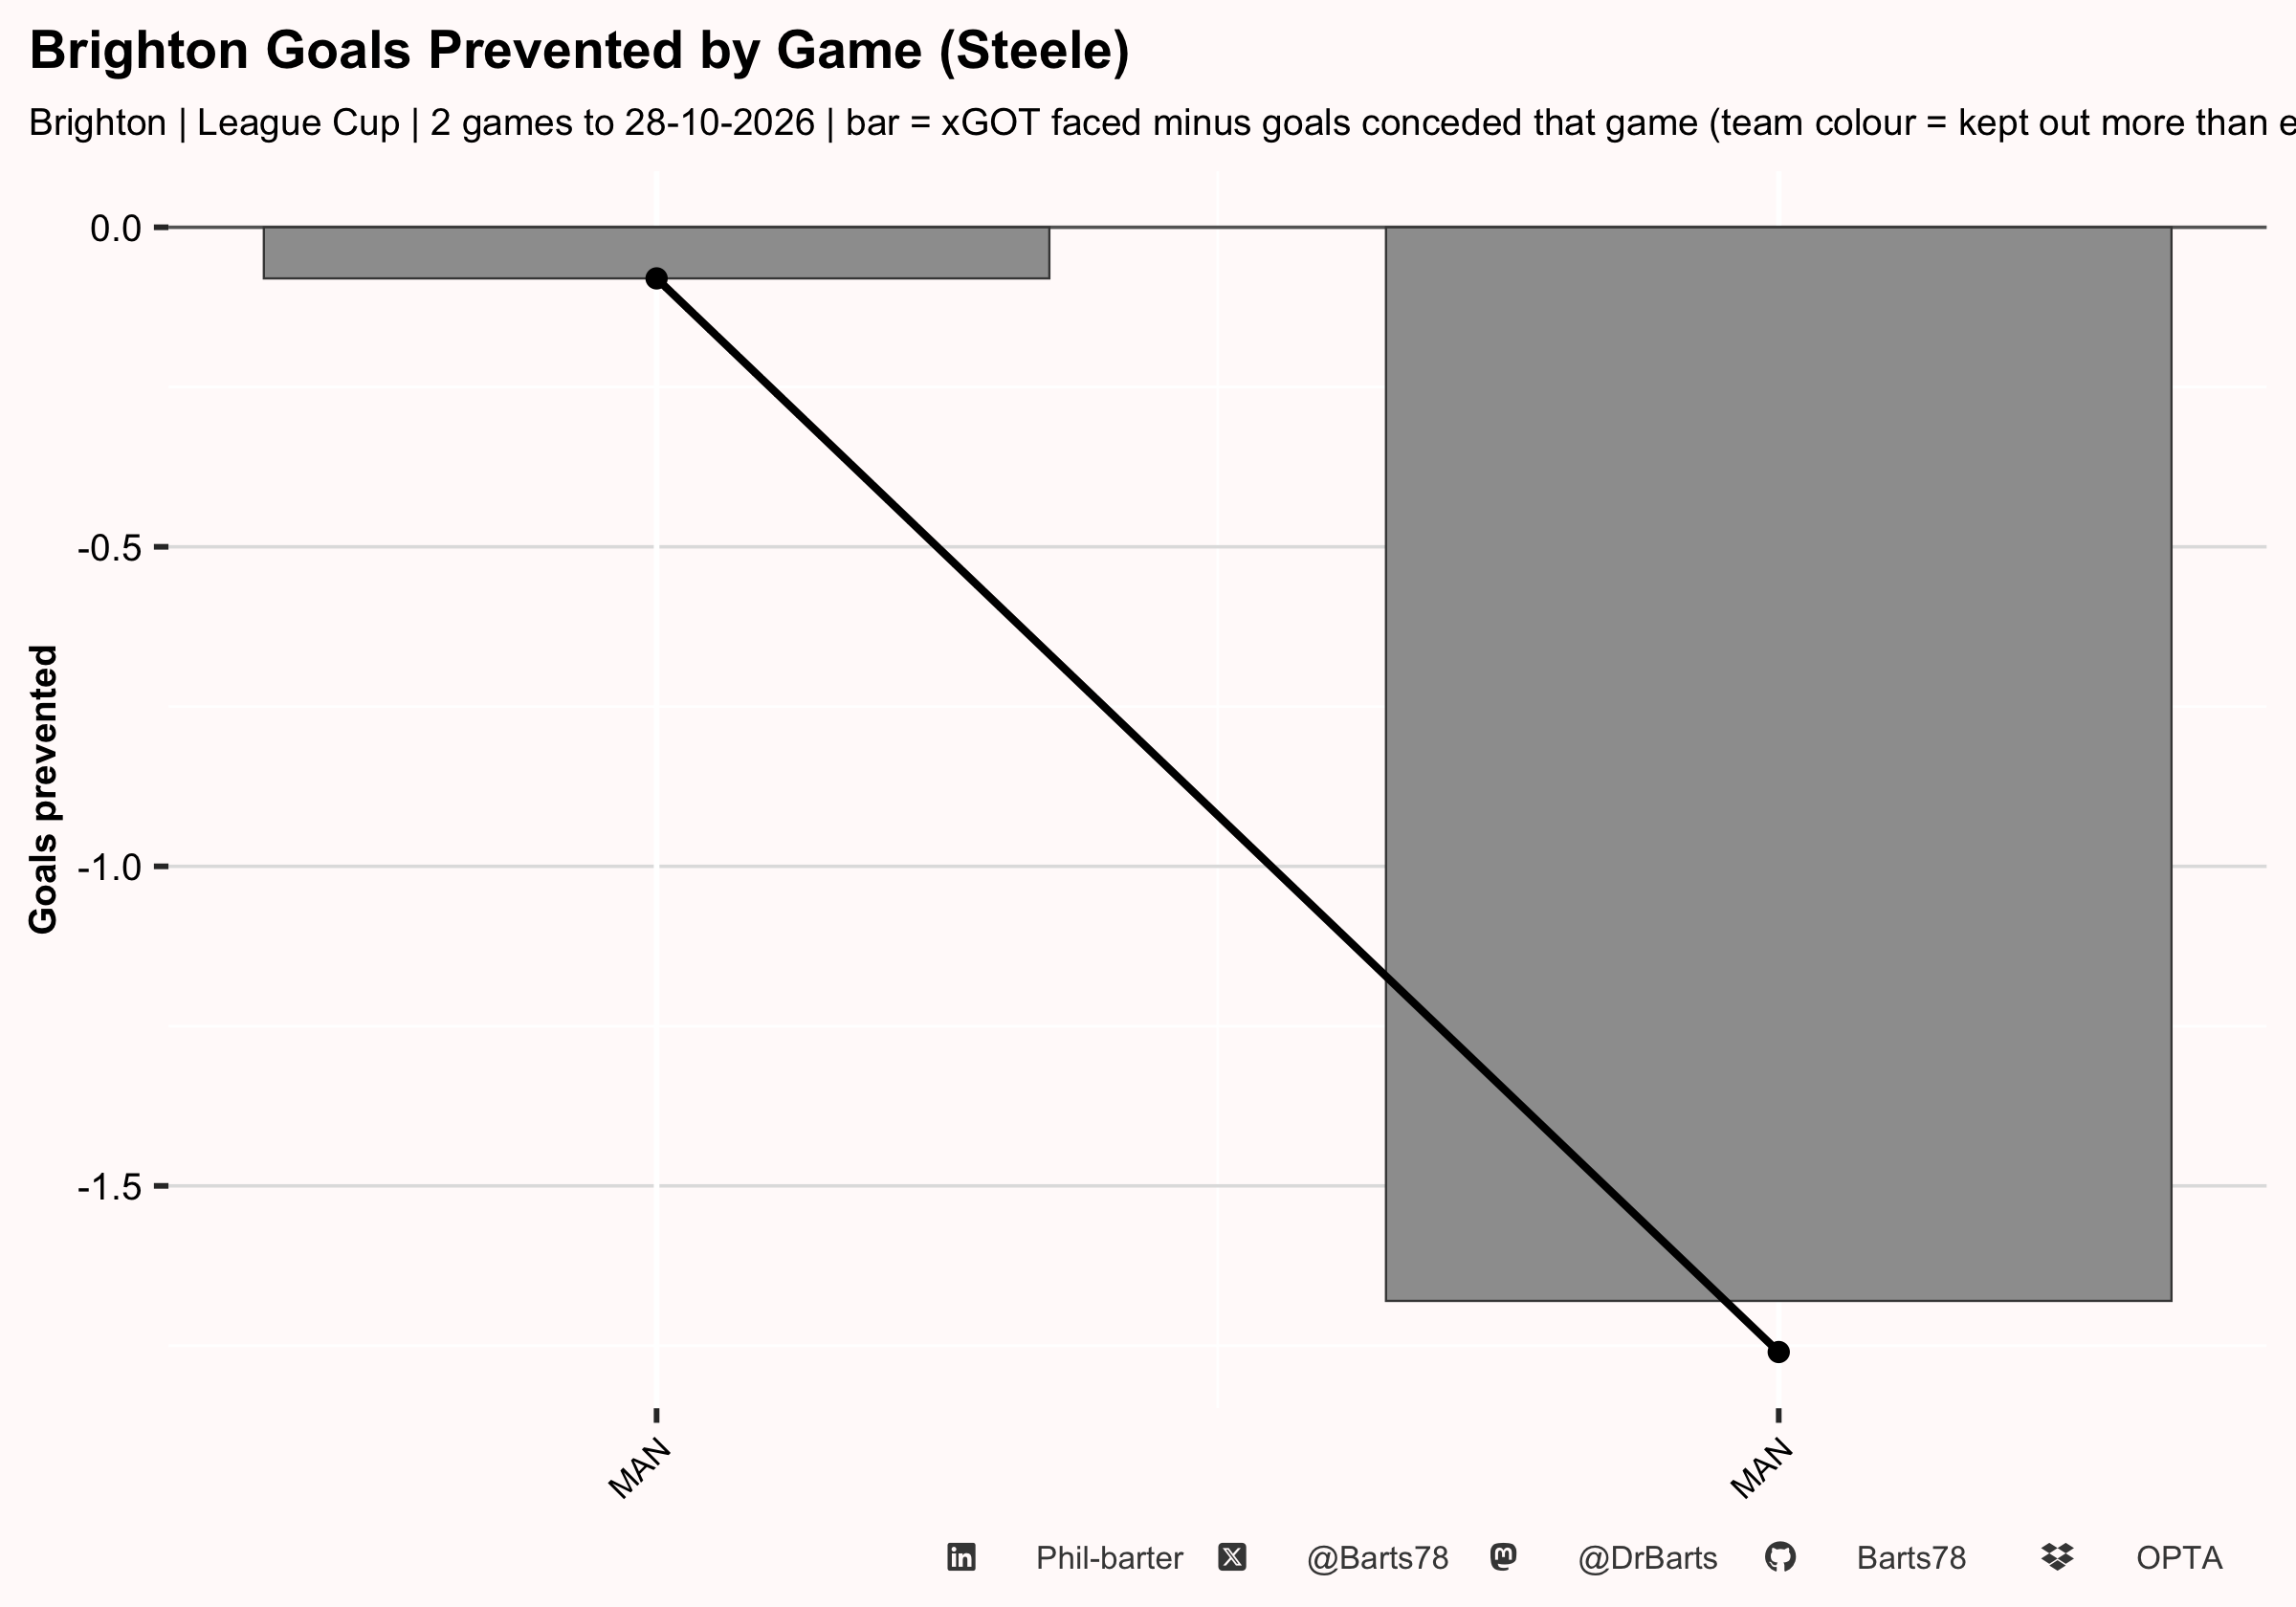 Brighton Goals Prevented by Game (Steele)
Brighton | League Cup | 2 games to 28-10-2026 | bar = xGOT faced minus goals conceded that game (team colour = kept out more than e
0.0
-0.5
-1.0
-1.5
Goals prevented
MAN
MAN
Phil-barter @Barts78 @DrBarts Barts78 OPTA